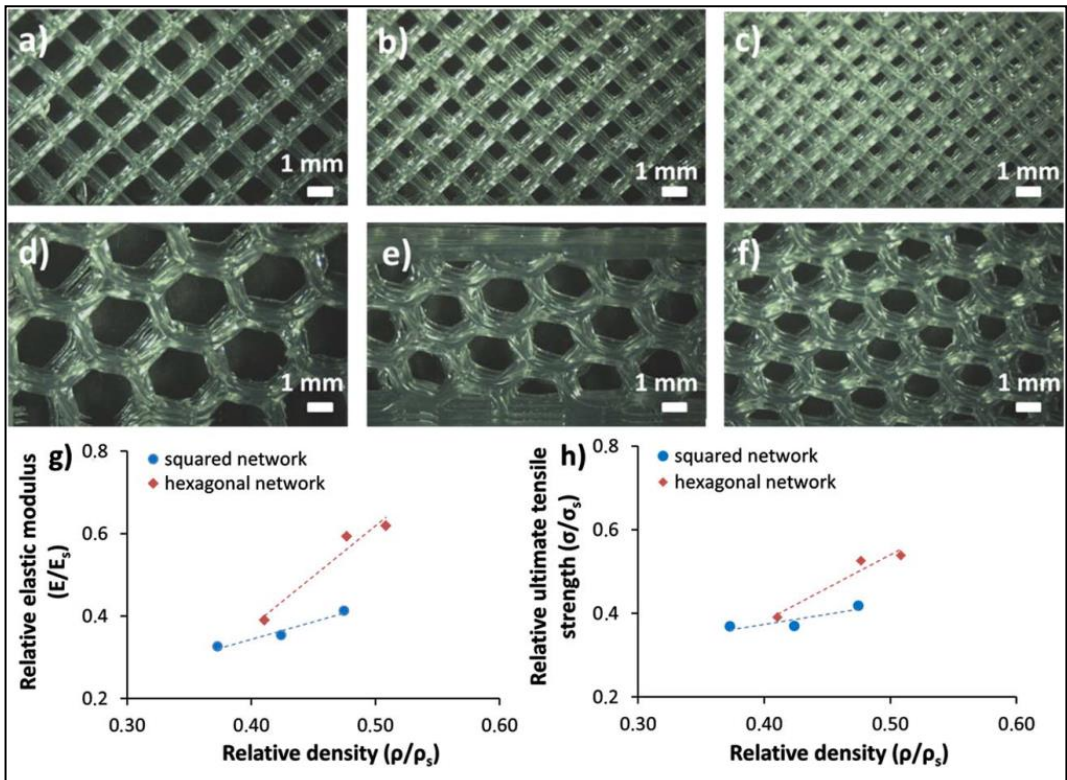 a)
b)
c)
1 mm
1 mm
1 mm
d)
e)
f)
1 mm
1 mm
1 mm
g)
0.8
squared network
hexagonal network
0.6
0.4
0.2
0.30
0.40
0.50
0.60
Relative elastic modulus
(E/Eₛ)
Relative density (ρ/ρₛ)
h)
0.8
squared network
hexagonal network
0.6
0.4
0.2
0.30
0.40
0.50
0.60
Relative ultimate tensile
strength (σ/σₛ)
Relative density (ρ/ρₛ)